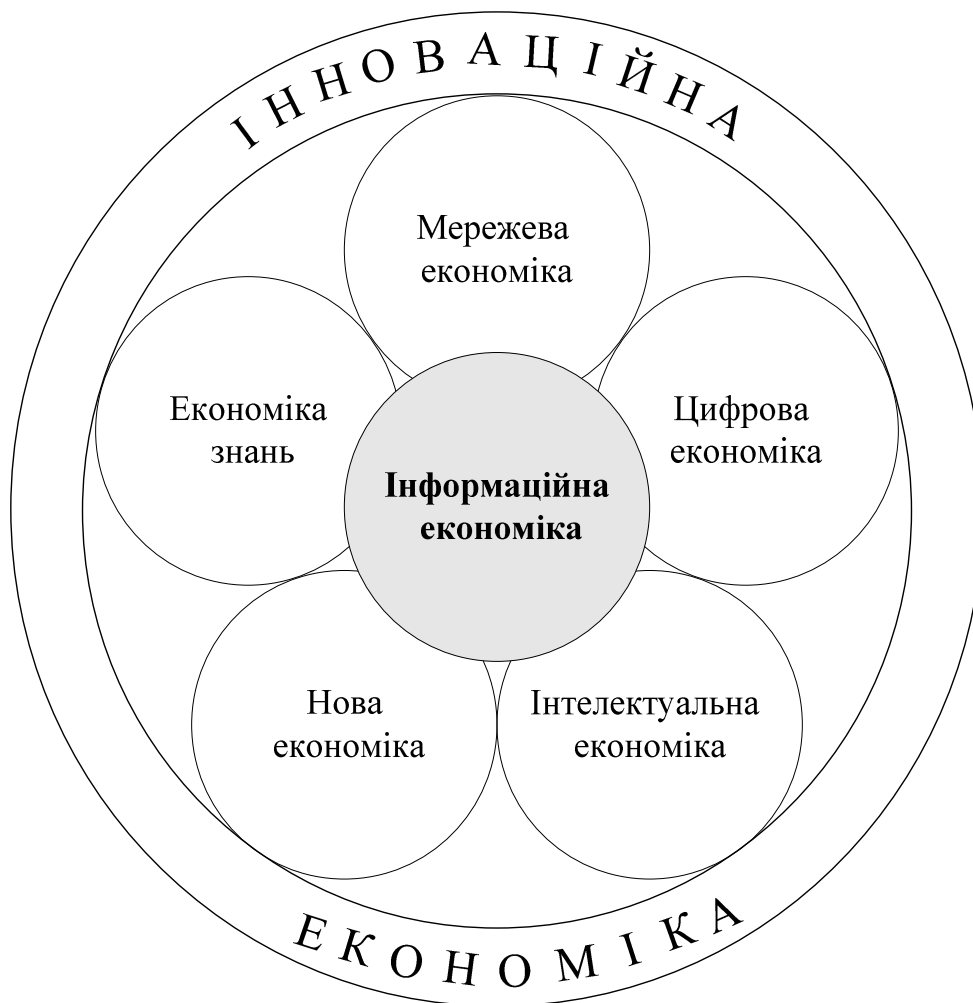 ІННОВАЦІЙНА
Мережева
економіка
Економіка
знань
Цифрова
економіка
Інформаційна
економіка
Нова
економіка
Інтелектуальна
економіка
ЕКОНОМІКА